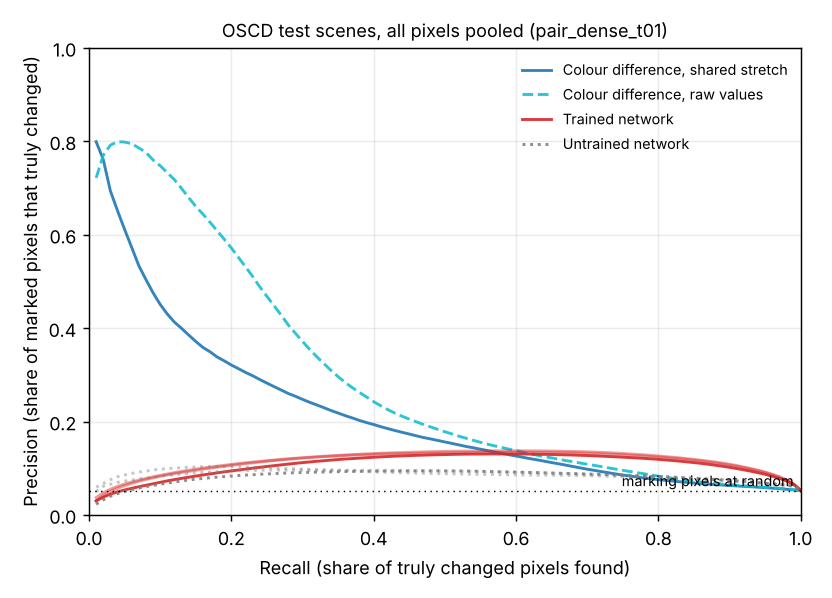 OSCD test scenes, all pixels pooled (pair_dense_t01)
Precision (share of marked pixels that truly changed)
1.0
0.8
0.6
0.4
0.2
0.0
Colour difference, shared stretch
Colour difference, raw values
Trained network
Untrained network
marking pixels at random
0.0 0.2 0.4 0.6 0.8 1.0
Recall (share of truly changed pixels found)